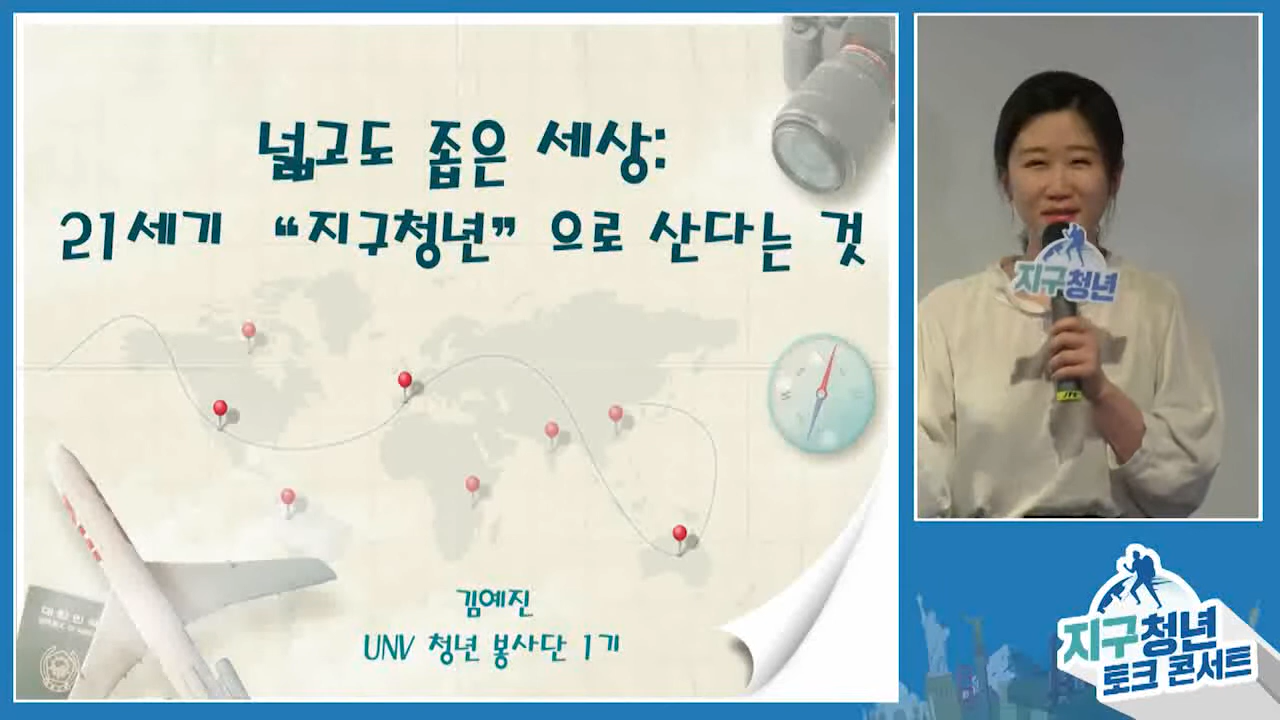 넓고도 좁은 세상:
21세기 “지구청년” 으로 산다는 것
김예진
UNV 청년 봉사단 1기
지구청년
지구청년
토크 콘서트